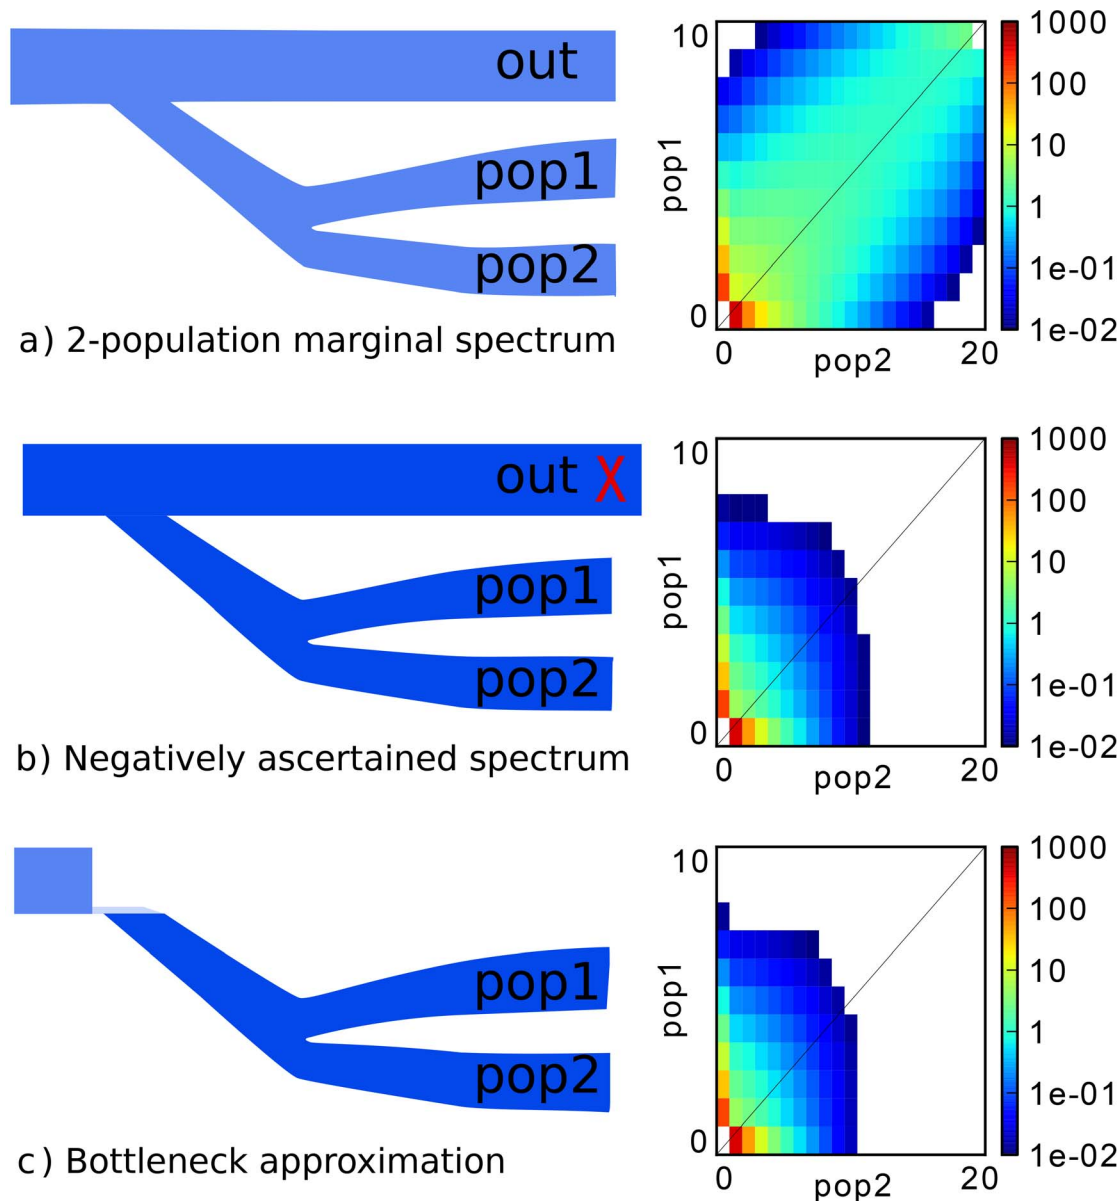 out
pop1
pop2
a) 2-population marginal spectrum
10
pop1
0
0
20
pop2
1000
100
10
1
1e-01
1e-02
out X
pop1
pop2
b) Negatively ascertained spectrum
10
pop1
0
0
20
pop2
1000
100
10
1
1e-01
1e-02
pop1
pop2
c) Bottleneck approximation
10
pop1
0
0
20
pop2
1000
100
10
1
1e-01
1e-02